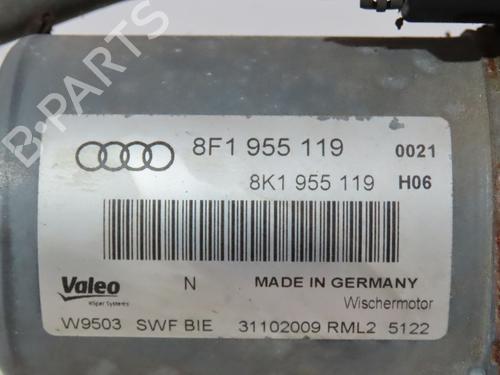 8F1 955 119 0021
8K1 955 119 H06
Valeo N MADE IN GERMANY
Wiper Systems Wischermotor
W9503 SWF BIE 31102009 RML2 5122
B-Parts